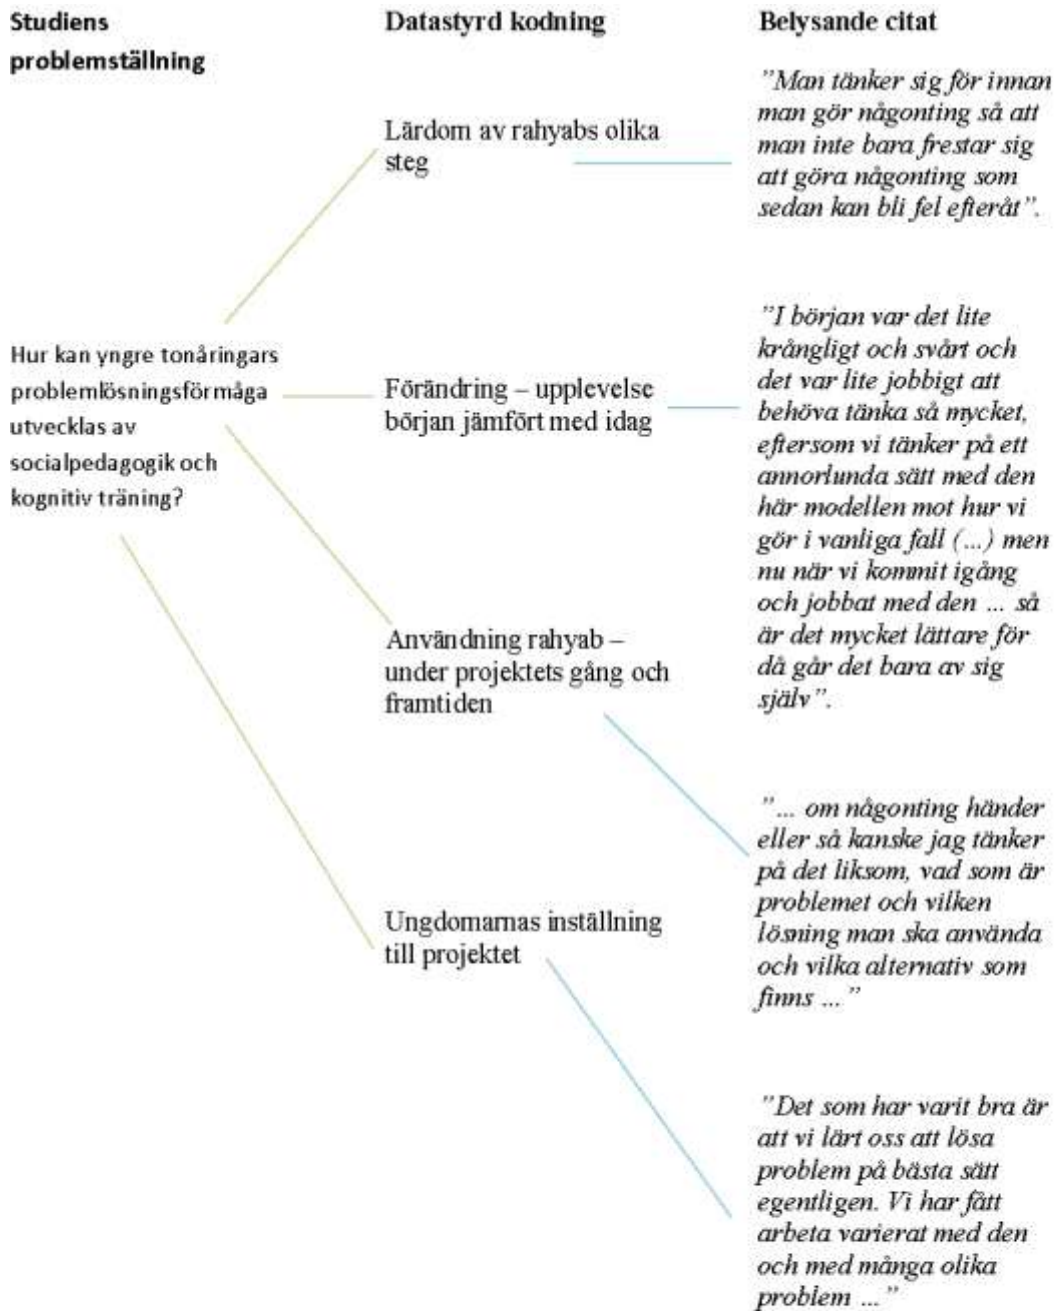 Studiens
problemställning
Datastyrd kodning
Belysande citat
Hur kan yngre tonåringars
problemlösningsförmåga
utvecklas av
socialpedagogik och
kognitiv träning?
Lärdom av rahyabs olika
steg
"Man tänker sig för innan
man gör någonting så att
man inte bara frestar sig
att göra någonting som
sedan kan bli fel efteråt".
Förändring – upplevelse
början jämfört med idag
"I början var det lite
krångligt och svårt och
det var lite jobbigt att
behöva tänka så mycket,
eftersom vi tänker på ett
annorlunda sätt med den
här modellen mot hur vi
gör i vanliga fall (...) men
nu när vi kommit igång
och jobbat med den ... så
är det mycket lättare för
då går det bara av sig
själv".
Användning rahyab –
under projektets gång och
framtiden
"... om någonting händer
eller så kanske jag tänker
på det liksom, vad som är
problemet och vilken
lösning man ska använda
och vilka alternativ som
finns ..."
Ungdomarnas inställning
till projektet
"Det som har varit bra är
att vi lärt oss att lösa
problem på bästa sätt
egentligen. Vi har fått
arbeta varierat med den
och med många olika
problem ..."